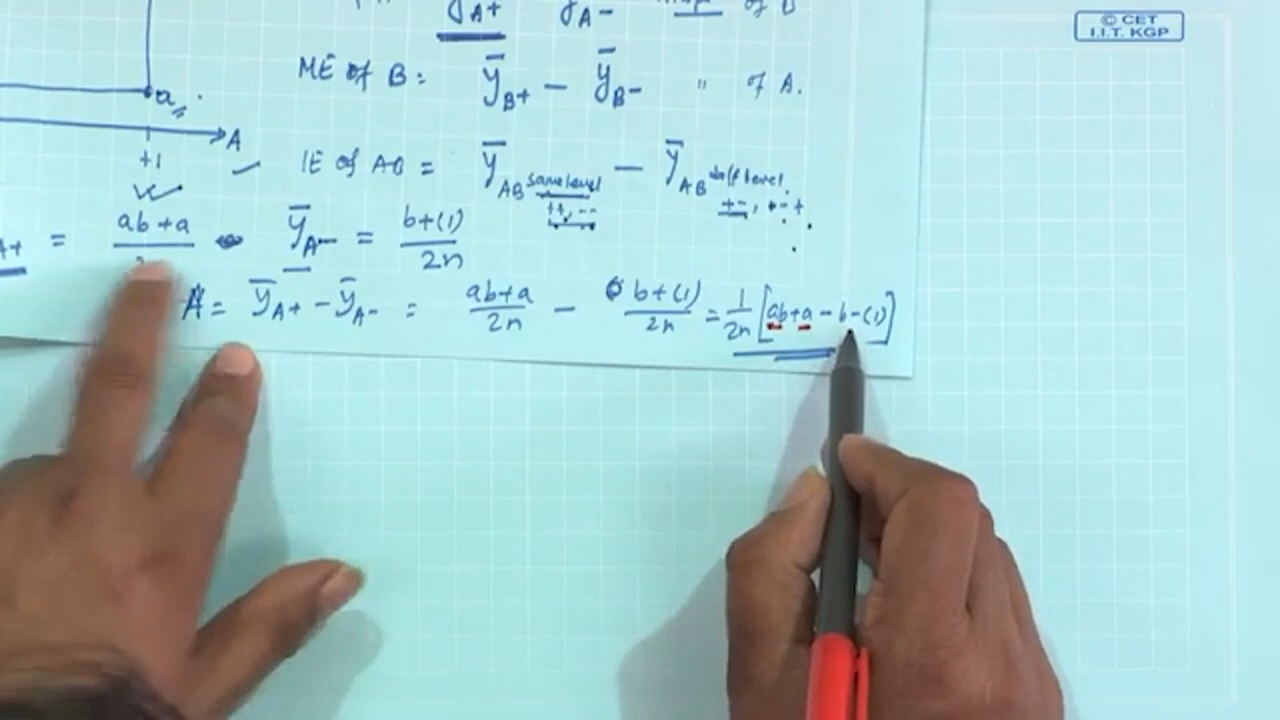 © CET
I.I.T. KGP
ȳA+ ȳA- of B
ME of B: ȳB+ − ȳB- " of A.
a
A
+1
IE of AB = ȳAB same level − ȳAB diff level
++, -- +-, -+
A+ = ab+a ȳA- = b+(1)/2n
A = ȳA+ - ȳA- = ab+a/2n − b+(1)/2n = 1/2n [ab+a-b-(1)]